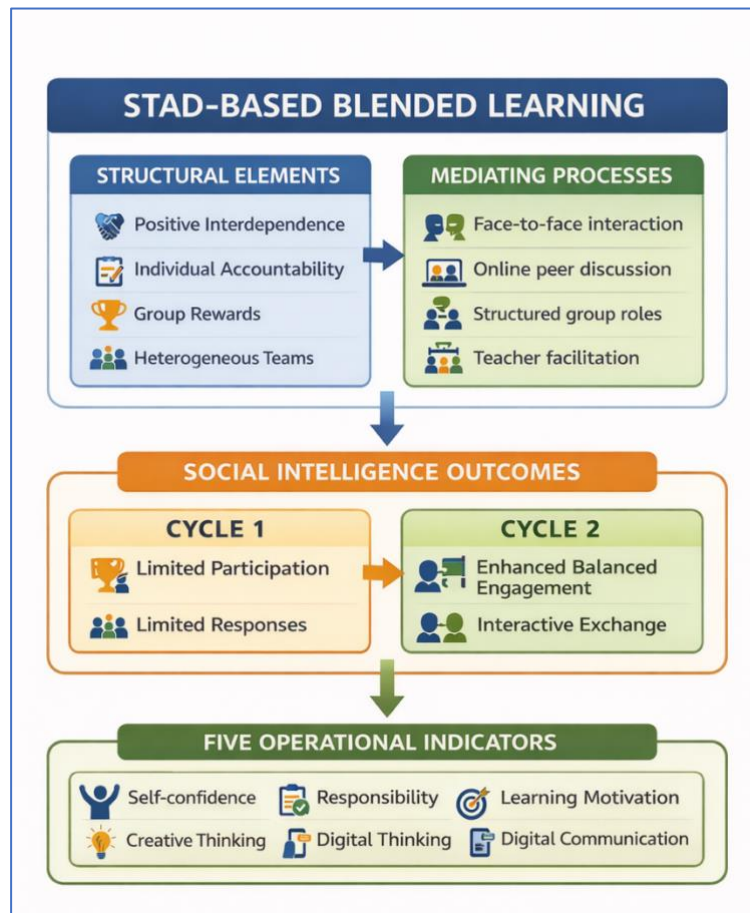 STAD-BASED BLENDED LEARNING
STRUCTURAL ELEMENTS
Positive Interdependence
Individual Accountability
Group Rewards
Heterogeneous Teams
MEDIATING PROCESSES
Face-to-face interaction
Online peer discussion
Structured group roles
Teacher facilitation
SOCIAL INTELLIGENCE OUTCOMES
CYCLE 1
Limited Participation
Limited Responses
CYCLE 2
Enhanced Balanced
Engagement
Interactive Exchange
FIVE OPERATIONAL INDICATORS
Self-confidence
Responsibility
Learning Motivation
Creative Thinking
Digital Thinking
Digital Communication